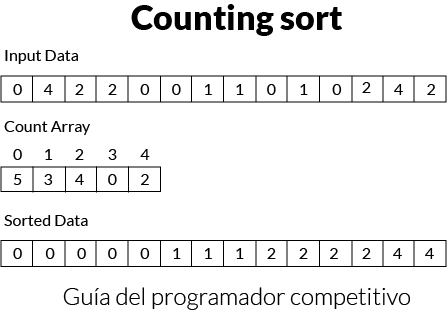 Counting sort
Input Data
0 4 2 2 0 0 1 1 0 1 0 2 4 2
Count Array
0 1 2 3 4
5 3 4 0 2
Sorted Data
0 0 0 0 0 1 1 1 2 2 2 2 4 4
Guía del programador competitivo